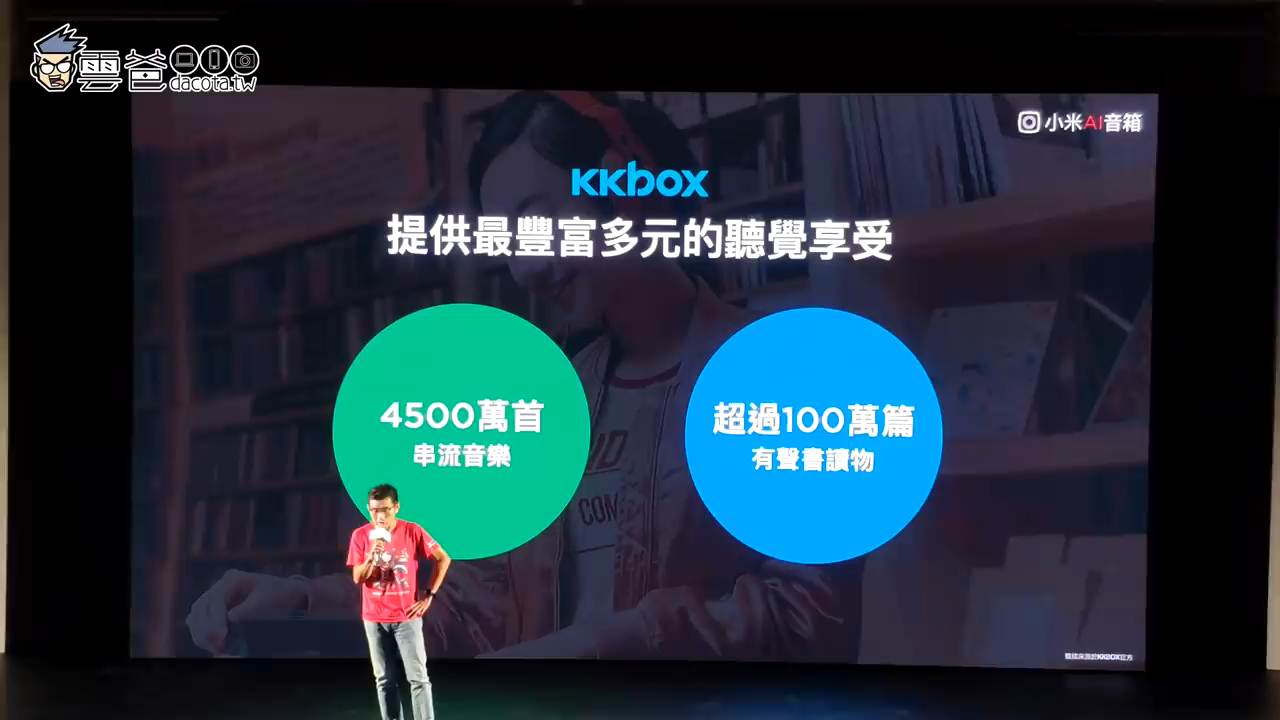 雲爸
dacota.tw
小米AI音箱
KKBOX
提供最豐富多元的聽覺享受
4500萬首
串流音樂
超過100萬篇
有聲書讀物